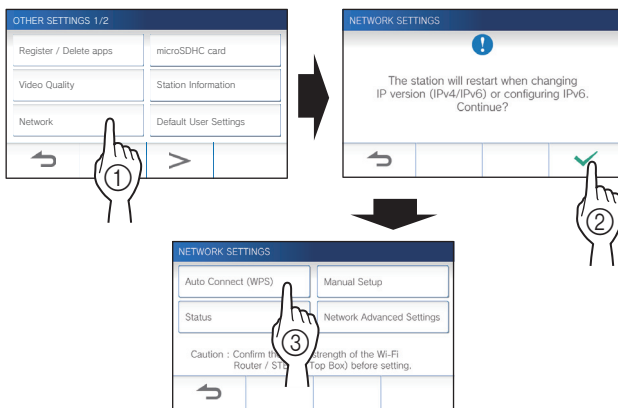 OTHER SETTINGS 1/2
Register / Delete apps
microSDHC card
Video Quality
Station Information
Network
Default User Settings
1
NETWORK SETTINGS
!
The station will restart when changing
IP version (IPv4/IPv6) or configuring IPv6.
Continue?
2
NETWORK SETTINGS
Auto Connect (WPS)
Manual Setup
Status
Network Advanced Settings
3
Caution : Confirm the strength of the Wi-Fi
Router / Top Box) before setting.